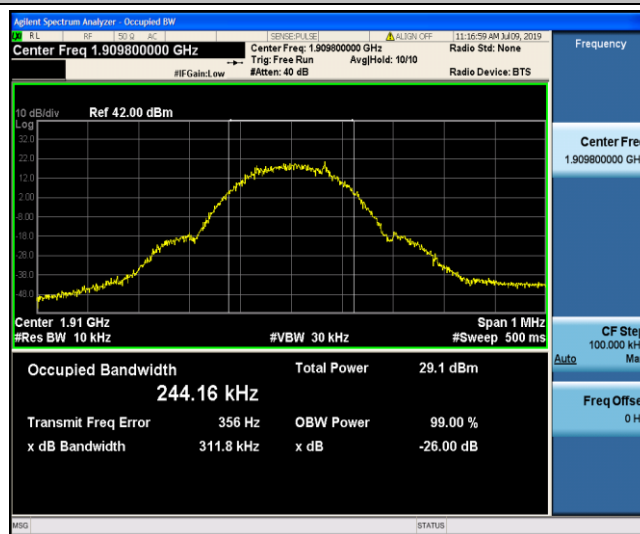 Agilent Spectrum Analyzer - Occupied BW
RL RF 50 Ω AC SENSE:PULSE ALIGN OFF 11:16:59 AM Jul 09, 2019
Center Freq 1.909800000 GHz Center Freq: 1.909800000 GHz Radio Std: None
Trig: Free Run Avg|Hold: 10/10
#IFGain:Low #Atten: 40 dB Radio Device: BTS
Frequency
10 dB/div Ref 42.00 dBm
Log
32.0
22.0
12.0
2.00
-8.00
-18.0
-28.0
-38.0
-48.0
Center Fre
1.909800000 GH
Center 1.91 GHz Span 1 MHz
#Res BW 10 kHz #VBW 30 kHz #Sweep 500 ms
CF Ste
100.000 kH
Auto Ma
Occupied Bandwidth Total Power 29.1 dBm
244.16 kHz
Transmit Freq Error 356 Hz OBW Power 99.00 %
x dB Bandwidth 311.8 kHz x dB -26.00 dB
Freq Offse
0 H
MSG STATUS